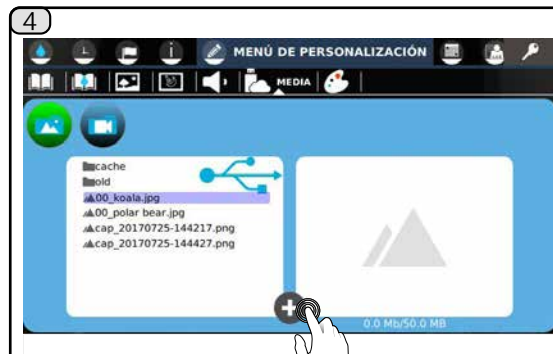 4
MENÚ DE PERSONALIZACIÓN
MEDIA
cache
old
00_koala.jpg
00_polar bear.jpg
cap_20170725-144217.png
cap_20170725-144427.png
0.0 Mb/50.0 MB